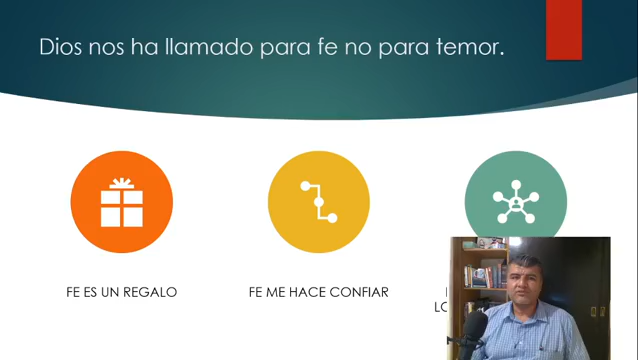 Dios nos ha llamado para fe no para temor.
FE ES UN REGALO
FE ME HACE CONFIAR